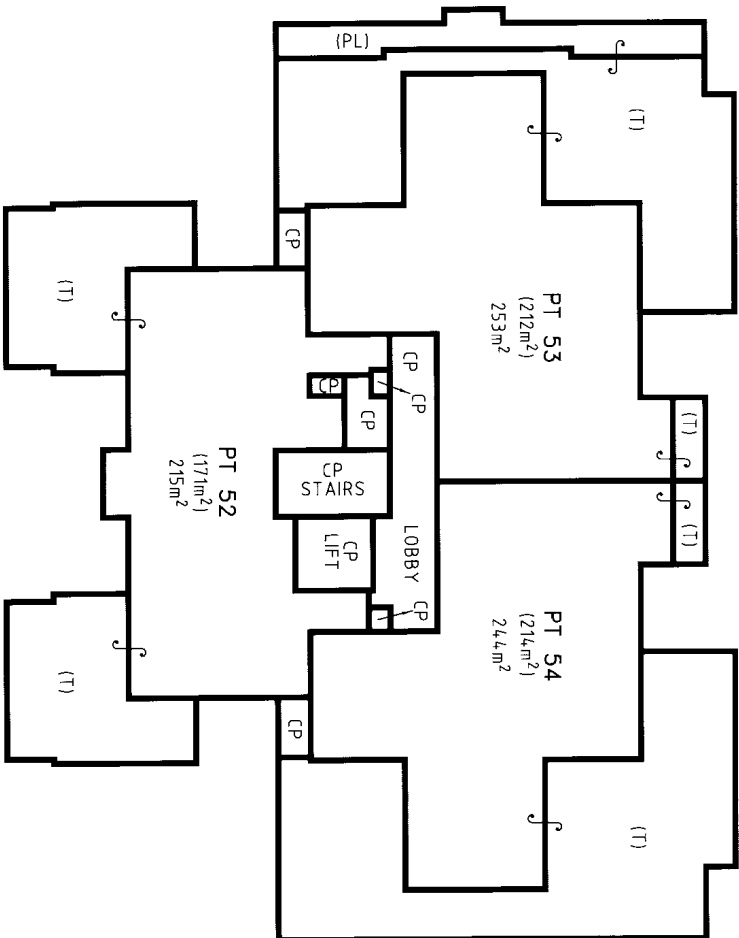 (PL)
(T)
CP
(T)
PT 53
(212m²)
253m²
CP
CP
CP
CP
(T)
CP
STAIRS
PT 52
(171m²)
215m²
LOBBY
CP
LIFT
(T)
CP
PT 54
(214m²)
244m²
(T)
CP
(T)